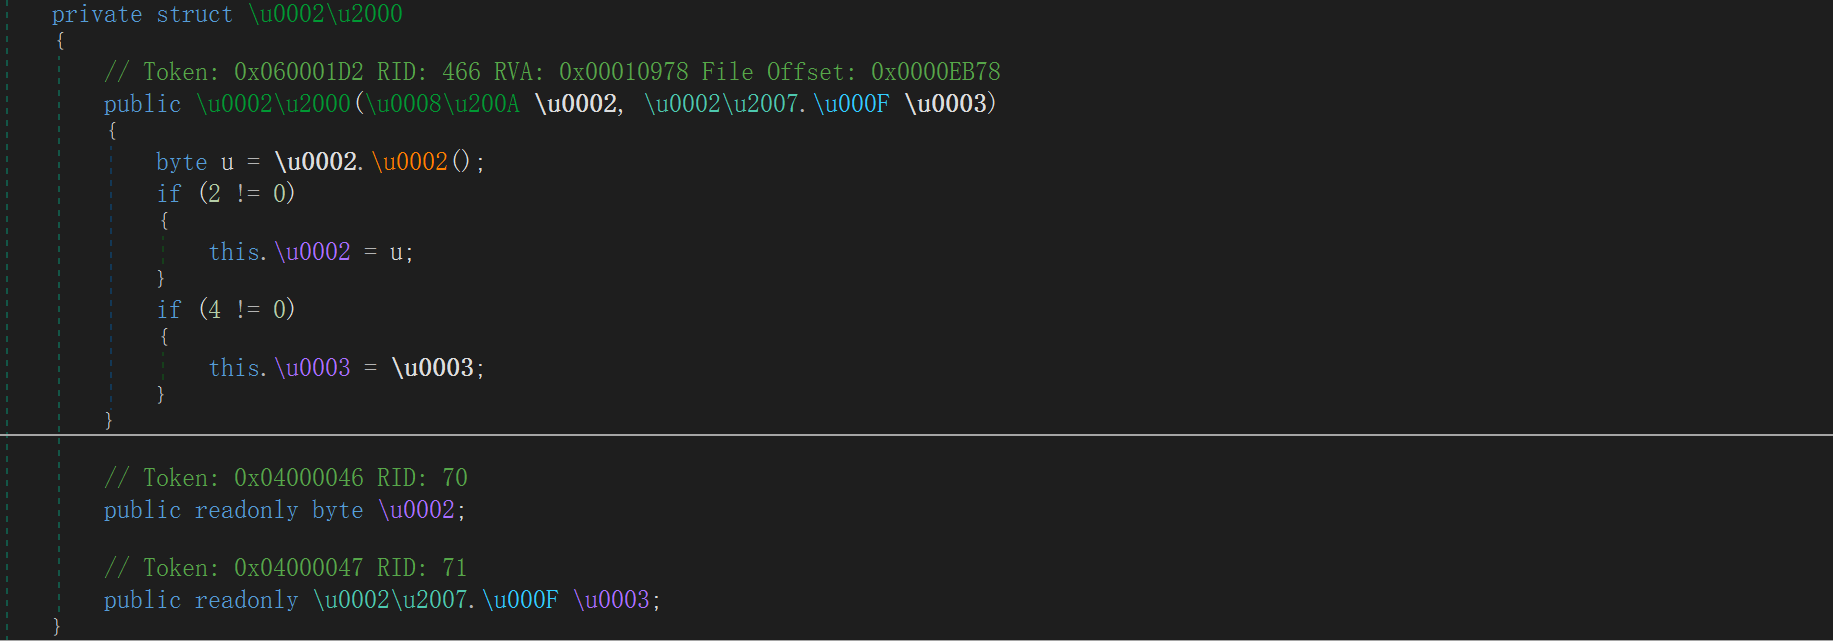 private struct \u0002\u2000
{
// Token: 0x060001D2 RID: 466 RVA: 0x00010978 File Offset: 0x0000EB78
public \u0002\u2000(\u0008\u200A \u0002, \u0002\u2007.\u000F \u0003)
{
byte u = \u0002.\u0002();
if (2 != 0)
{
this.\u0002 = u;
}
if (4 != 0)
{
this.\u0003 = \u0003;
}
}
// Token: 0x04000046 RID: 70
public readonly byte \u0002;
// Token: 0x04000047 RID: 71
public readonly \u0002\u2007.\u000F \u0003;
}